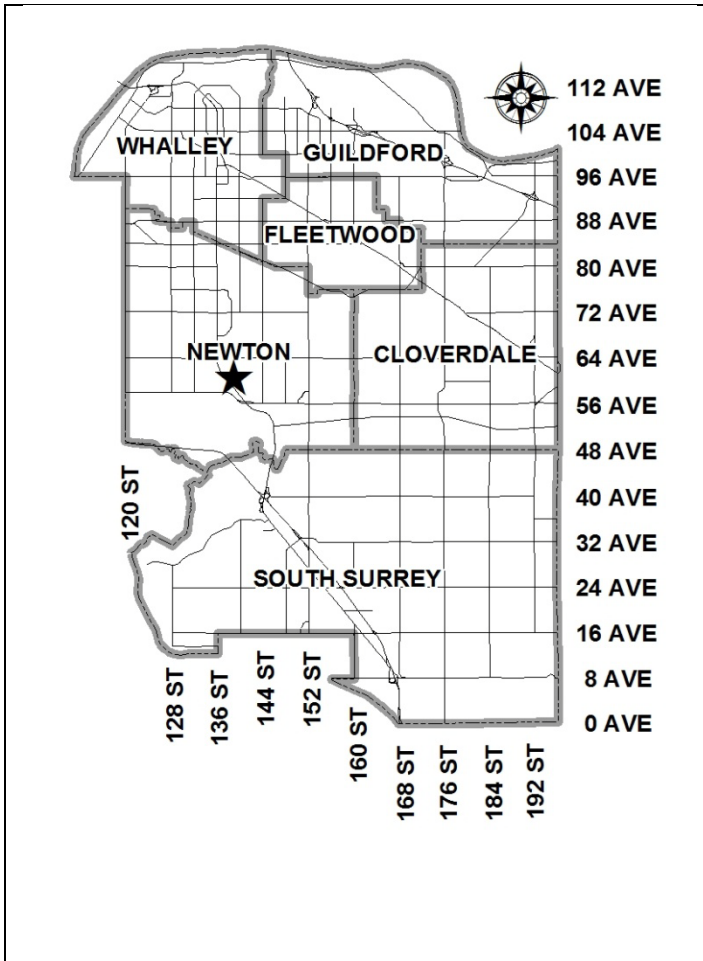 112 AVE
104 AVE
WHALLEY
GUILDFORD
96 AVE
88 AVE
FLEETWOOD
80 AVE
72 AVE
NEWTON
CLOVERDALE
64 AVE
56 AVE
48 AVE
120 ST
40 AVE
32 AVE
SOUTH SURREY
24 AVE
16 AVE
128 ST
136 ST
144 ST
152 ST
8 AVE
160 ST
0 AVE
168 ST
176 ST
184 ST
192 ST